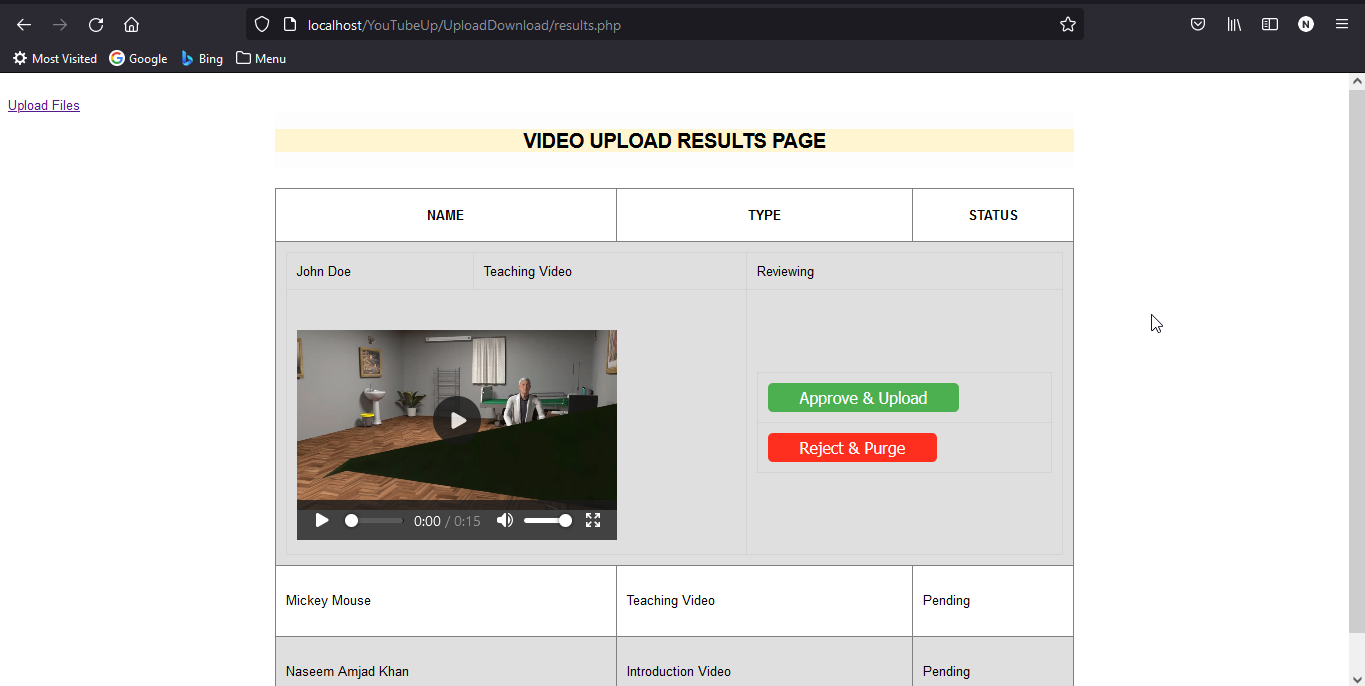 localhost/YouTubeUp/UploadDownload/results.php
N
Most Visited Google Bing Menu
Upload Files
VIDEO UPLOAD RESULTS PAGE
NAME TYPE STATUS
John Doe Teaching Video Reviewing
Approve & Upload
Reject & Purge
0:00 / 0:15
Mickey Mouse Teaching Video Pending
Naseem Amjad Khan Introduction Video Pending